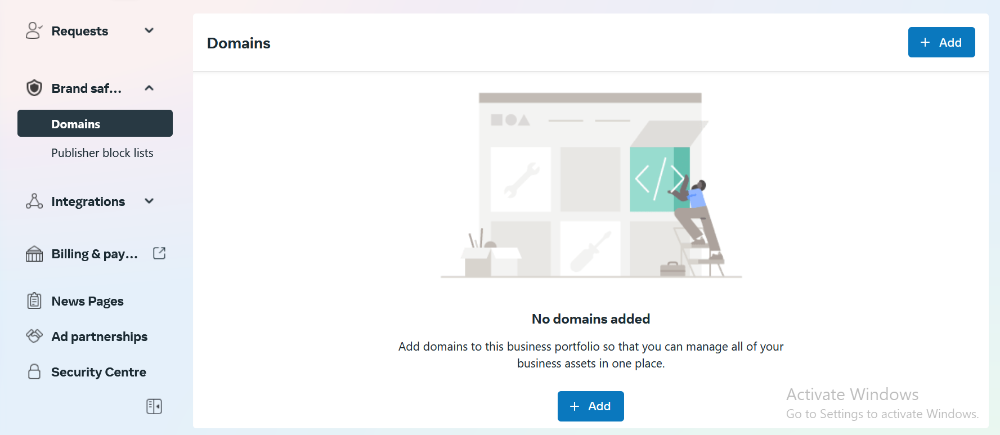 Requests
Brand saf...
Domains
Publisher block lists
Integrations
Billing & pay...
News Pages
Ad partnerships
Security Centre
Domains
+ Add
No domains added
Add domains to this business portfolio so that you can manage all of your
business assets in one place.
+ Add
Activate Windows
Go to Settings to activate Windows.